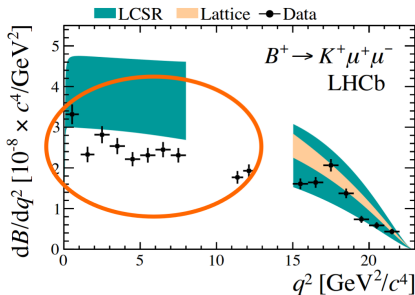 LCSR Lattice Data
B⁺ → K⁺μ⁺μ⁻
LHCb
dB/dq² [10⁻⁸ × c⁴/GeV²]
5
4
3
2
1
0
0 5 10 15 20
q² [GeV²/c⁴]